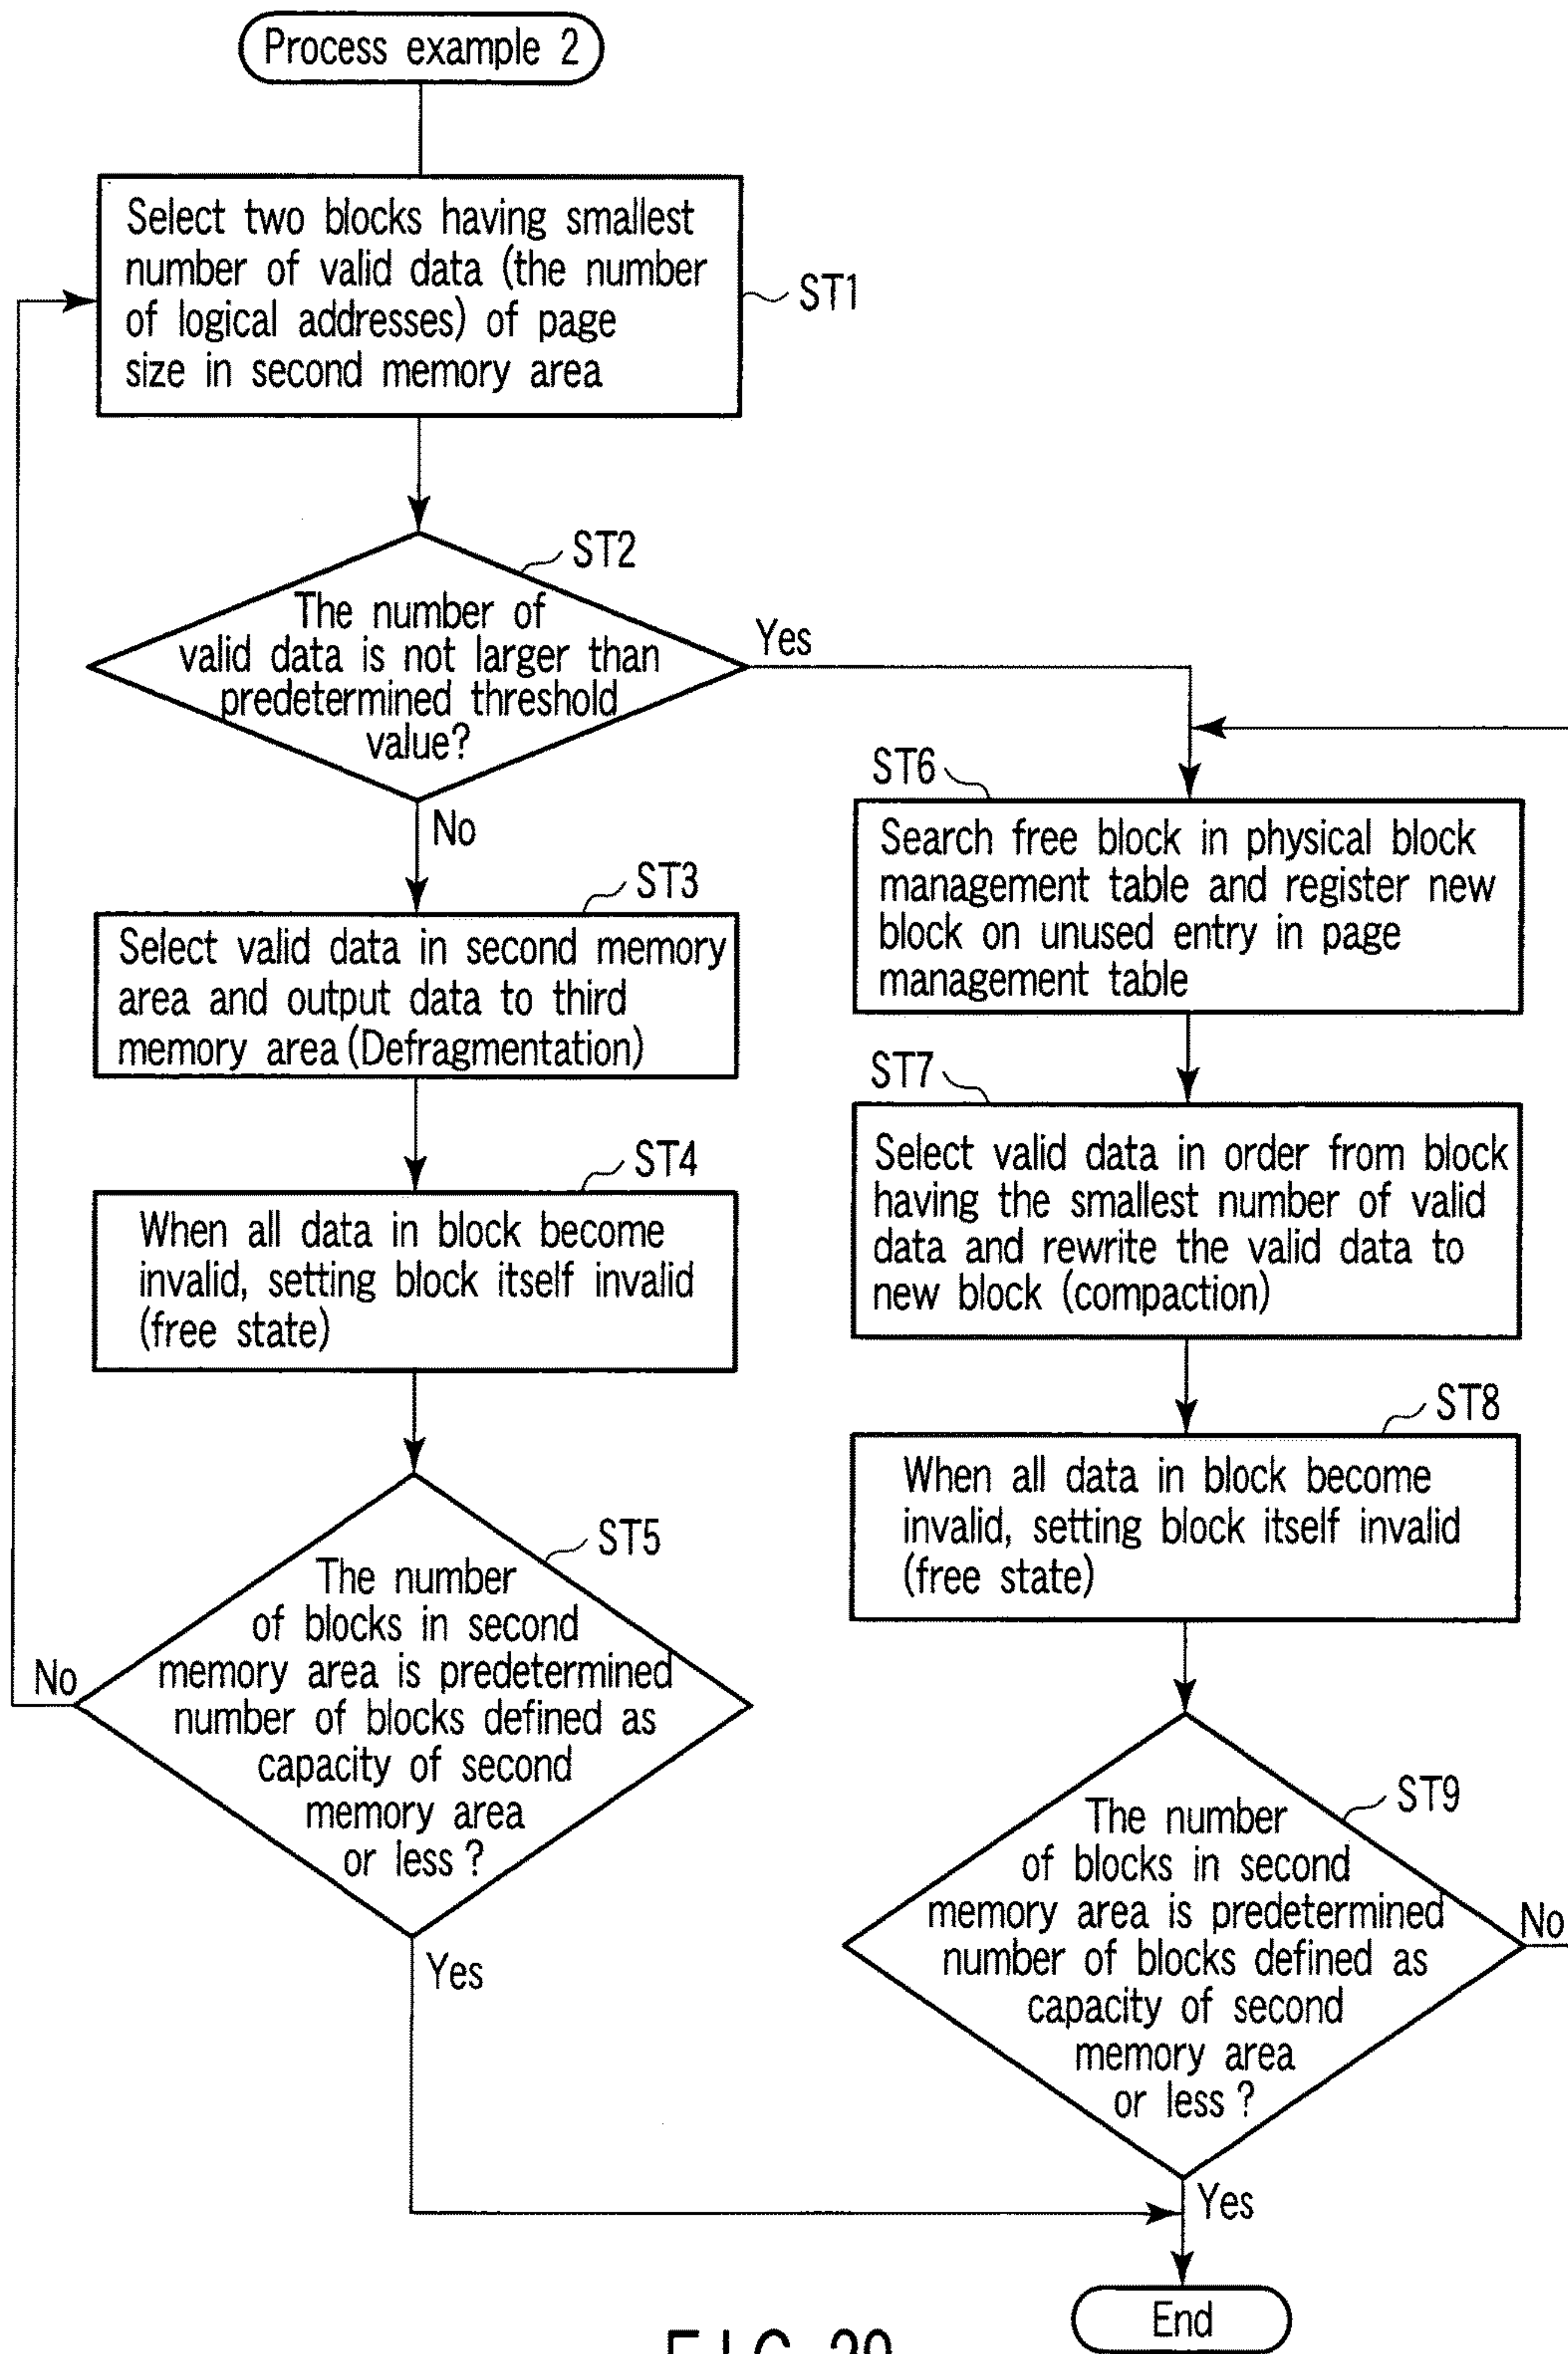 Process example 2
Select two blocks having smallest
number of valid data (the number
of logical addresses) of page
size in second memory area
ST1
ST2
The number of
valid data is not larger than
predetermined threshold
value?
Yes
No
ST3
Select valid data in second memory
area and output data to third
memory area (Defragmentation)
ST4
When all data in block become
invalid, setting block itself invalid
(free state)
ST5
The number
of blocks in second
memory area is predetermined
number of blocks defined as
capacity of second
memory area
or less?
No
Yes
ST6
Search free block in physical block
management table and register new
block on unused entry in page
management table
ST7
Select valid data in order from block
having the smallest number of valid
data and rewrite the valid data to
new block (compaction)
ST8
When all data in block become
invalid, setting block itself invalid
(free state)
ST9
The number
of blocks in second
memory area is predetermined
number of blocks defined as
capacity of second
memory area
or less?
No
Yes
End